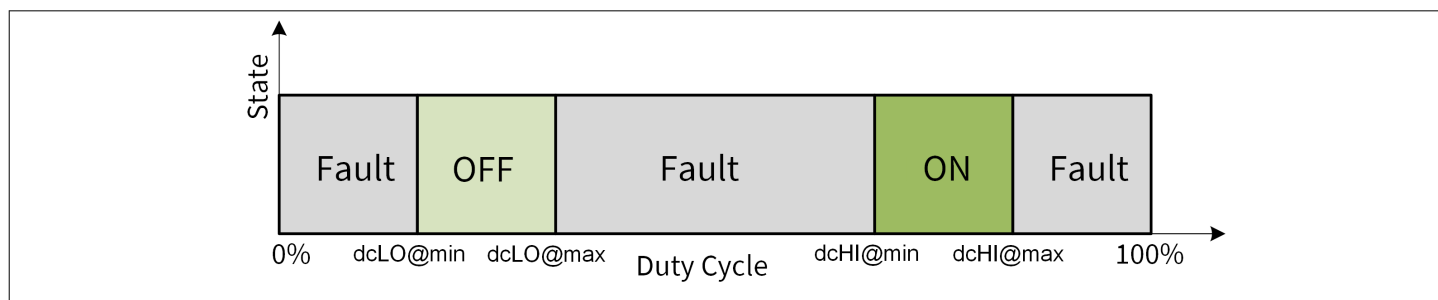 State
Fault
OFF
Fault
ON
Fault
0%
dcLO@min
dcLO@max
Duty Cycle
dcHI@min
dcHI@max
100%